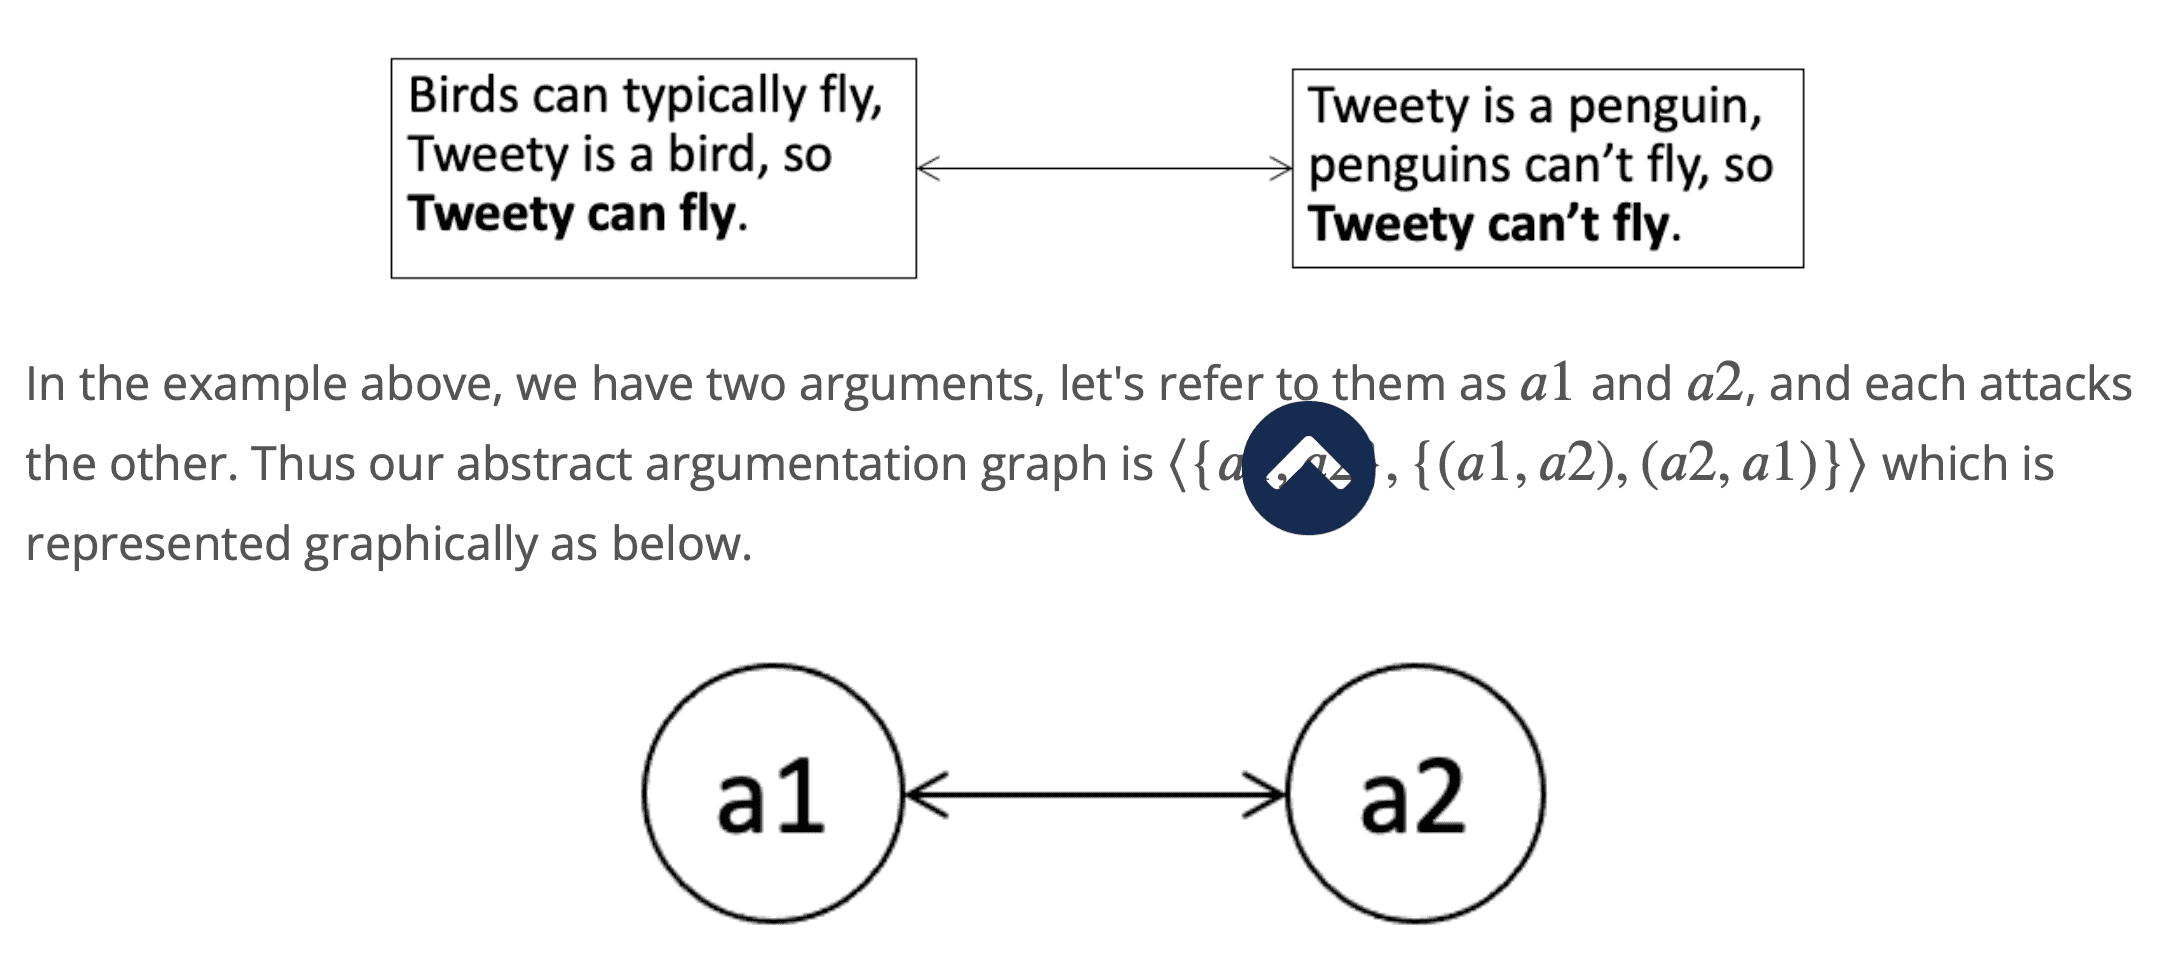 Birds can typically fly,
Tweety is a bird, so
Tweety can fly.
Tweety is a penguin,
penguins can't fly, so
Tweety can't fly.
In the example above, we have two arguments, let's refer to them as a1 and a2, and each attacks
the other. Thus our abstract argumentation graph is ⟨{a , a2}, {(a1, a2), (a2, a1)}⟩ which is
represented graphically as below.
a1
a2